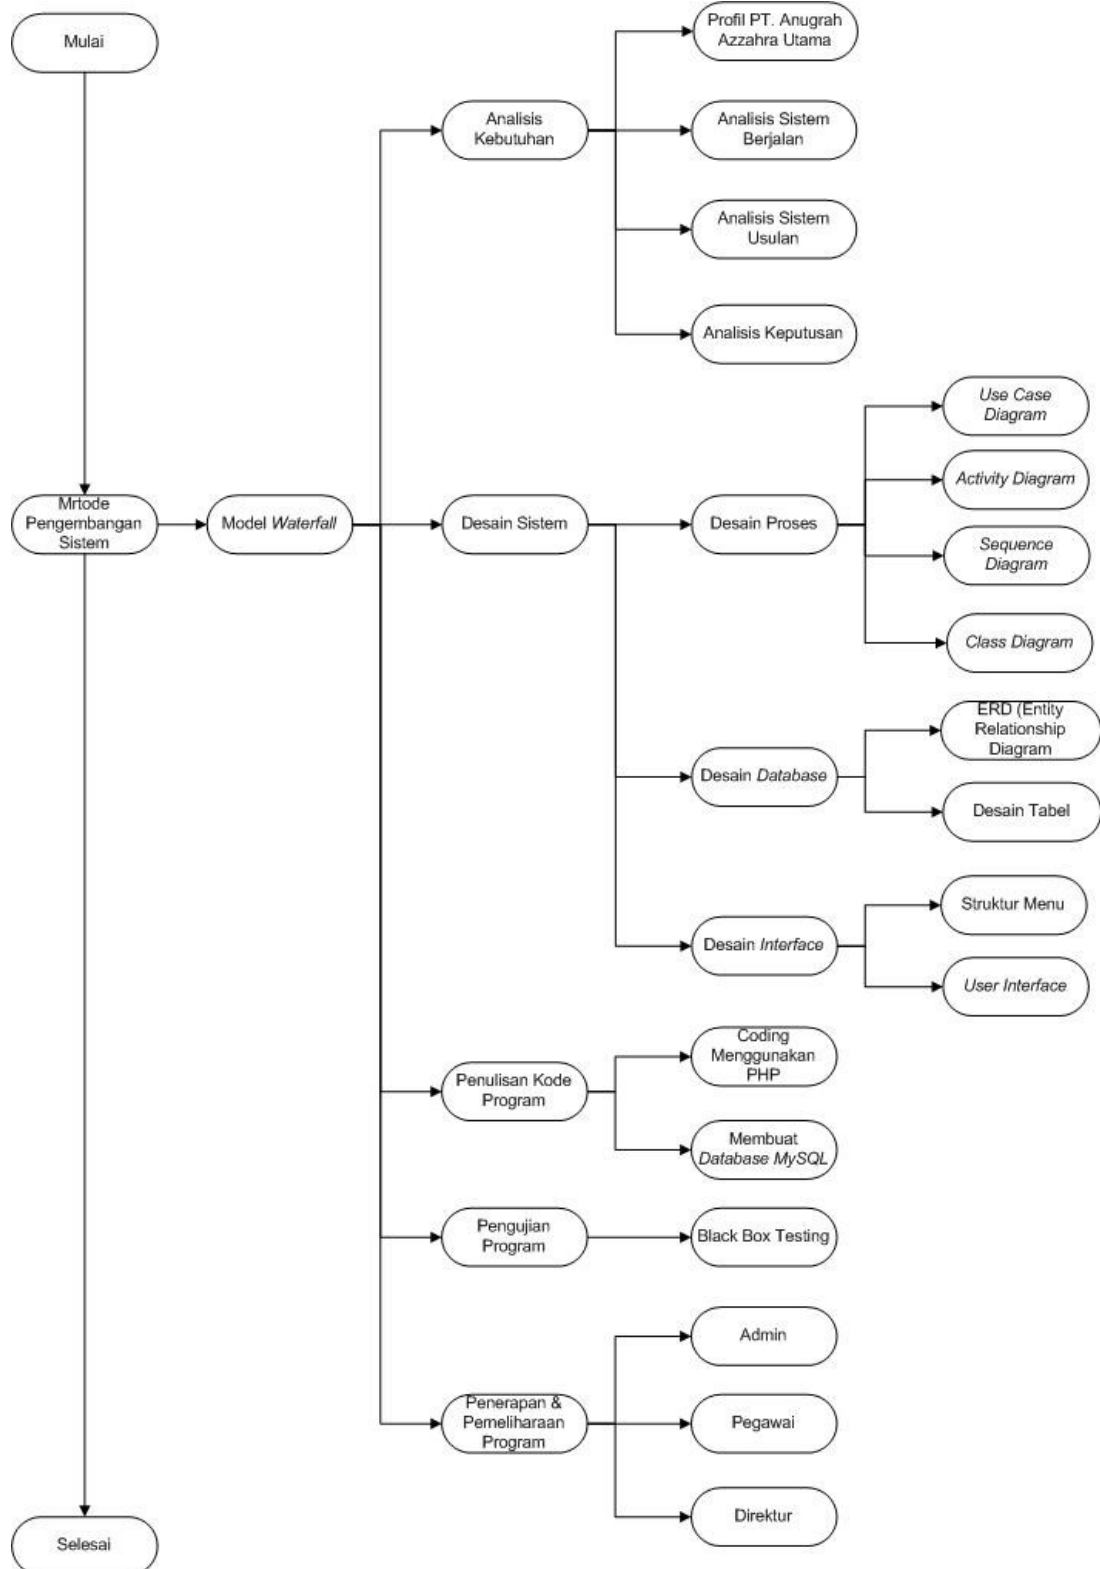 Mulai
Profil PT. Anugrah
Azzahra Utama
Analisis
Kebutuhan
Analisis Sistem
Berjalan
Analisis Sistem
Usulan
Analisis Keputusan
Mrtode
Pengembangan
Sistem
Model Waterfall
Desain Sistem
Desain Proses
Use Case
Diagram
Activity Diagram
Sequence
Diagram
Class Diagram
Desain Database
ERD (Entity
Relationship
Diagram
Desain Tabel
Desain Interface
Struktur Menu
User Interface
Penulisan Kode
Program
Coding
Menggunakan
PHP
Membuat
Database MySQL
Pengujian
Program
Black Box Testing
Penerapan &
Pemeliharaan
Program
Admin
Pegawai
Direktur
Selesai